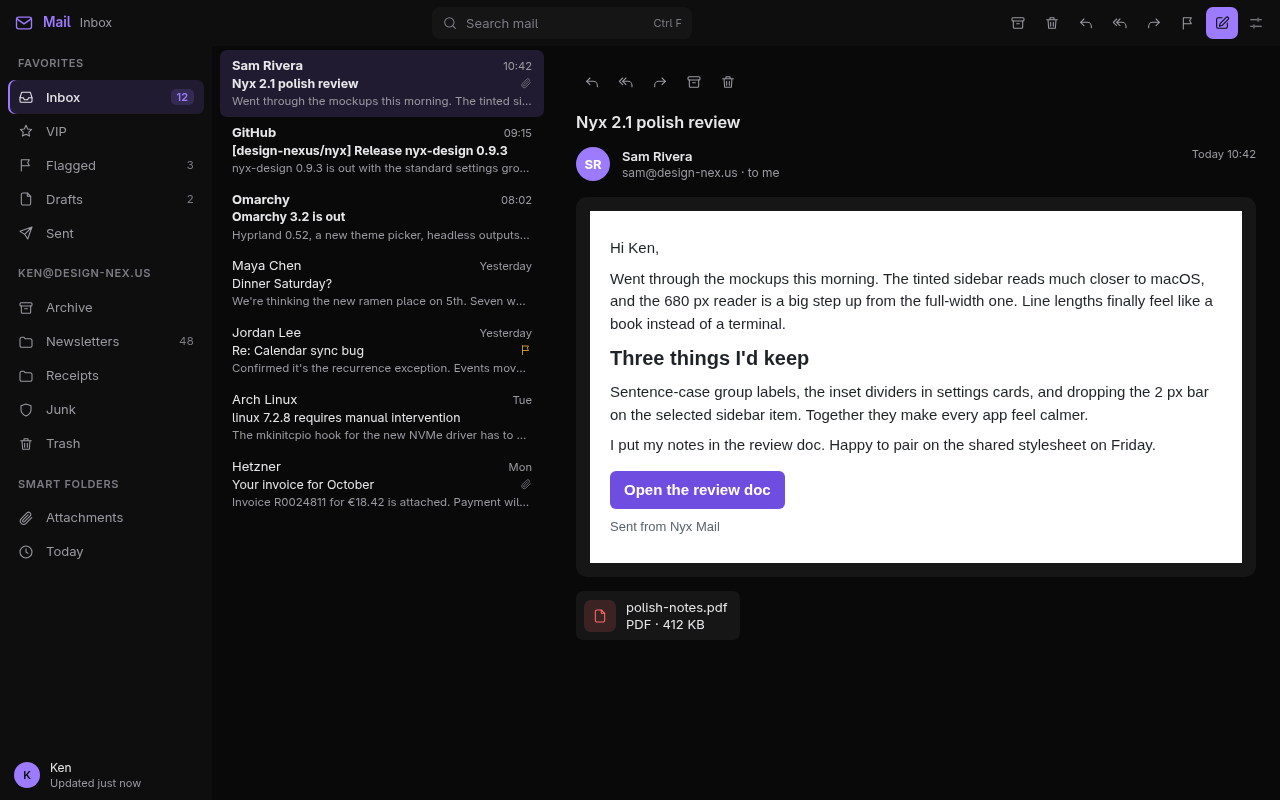 Mail Inbox
Search mail Ctrl F
FAVORITES
Inbox 12
VIP
Flagged 3
Drafts 2
Sent
KEN@DESIGN-NEX.US
Archive
Newsletters 48
Receipts
Junk
Trash
SMART FOLDERS
Attachments
Today
K
Ken
Updated just now
Sam Rivera 10:42
Nyx 2.1 polish review
Went through the mockups this morning. The tinted si...
GitHub 09:15
[design-nexus/nyx] Release nyx-design 0.9.3
nyx-design 0.9.3 is out with the standard settings gro...
Omarchy 08:02
Omarchy 3.2 is out
Hyprland 0.52, a new theme picker, headless outputs...
Maya Chen Yesterday
Dinner Saturday?
We're thinking the new ramen place on 5th. Seven w...
Jordan Lee Yesterday
Re: Calendar sync bug
Confirmed it's the recurrence exception. Events mov...
Arch Linux Tue
linux 7.2.8 requires manual intervention
The mkinitcpio hook for the new NVMe driver has to ...
Hetzner Mon
Your invoice for October
Invoice R0024811 for €18.42 is attached. Payment wil...
Nyx 2.1 polish review
SR
Sam Rivera Today 10:42
sam@design-nex.us · to me
Hi Ken,
Went through the mockups this morning. The tinted sidebar reads much closer to macOS,
and the 680 px reader is a big step up from the full-width one. Line lengths finally feel like a
book instead of a terminal.
Three things I'd keep
Sentence-case group labels, the inset dividers in settings cards, and dropping the 2 px bar
on the selected sidebar item. Together they make every app feel calmer.
I put my notes in the review doc. Happy to pair on the shared stylesheet on Friday.
Open the review doc
Sent from Nyx Mail
polish-notes.pdf
PDF · 412 KB